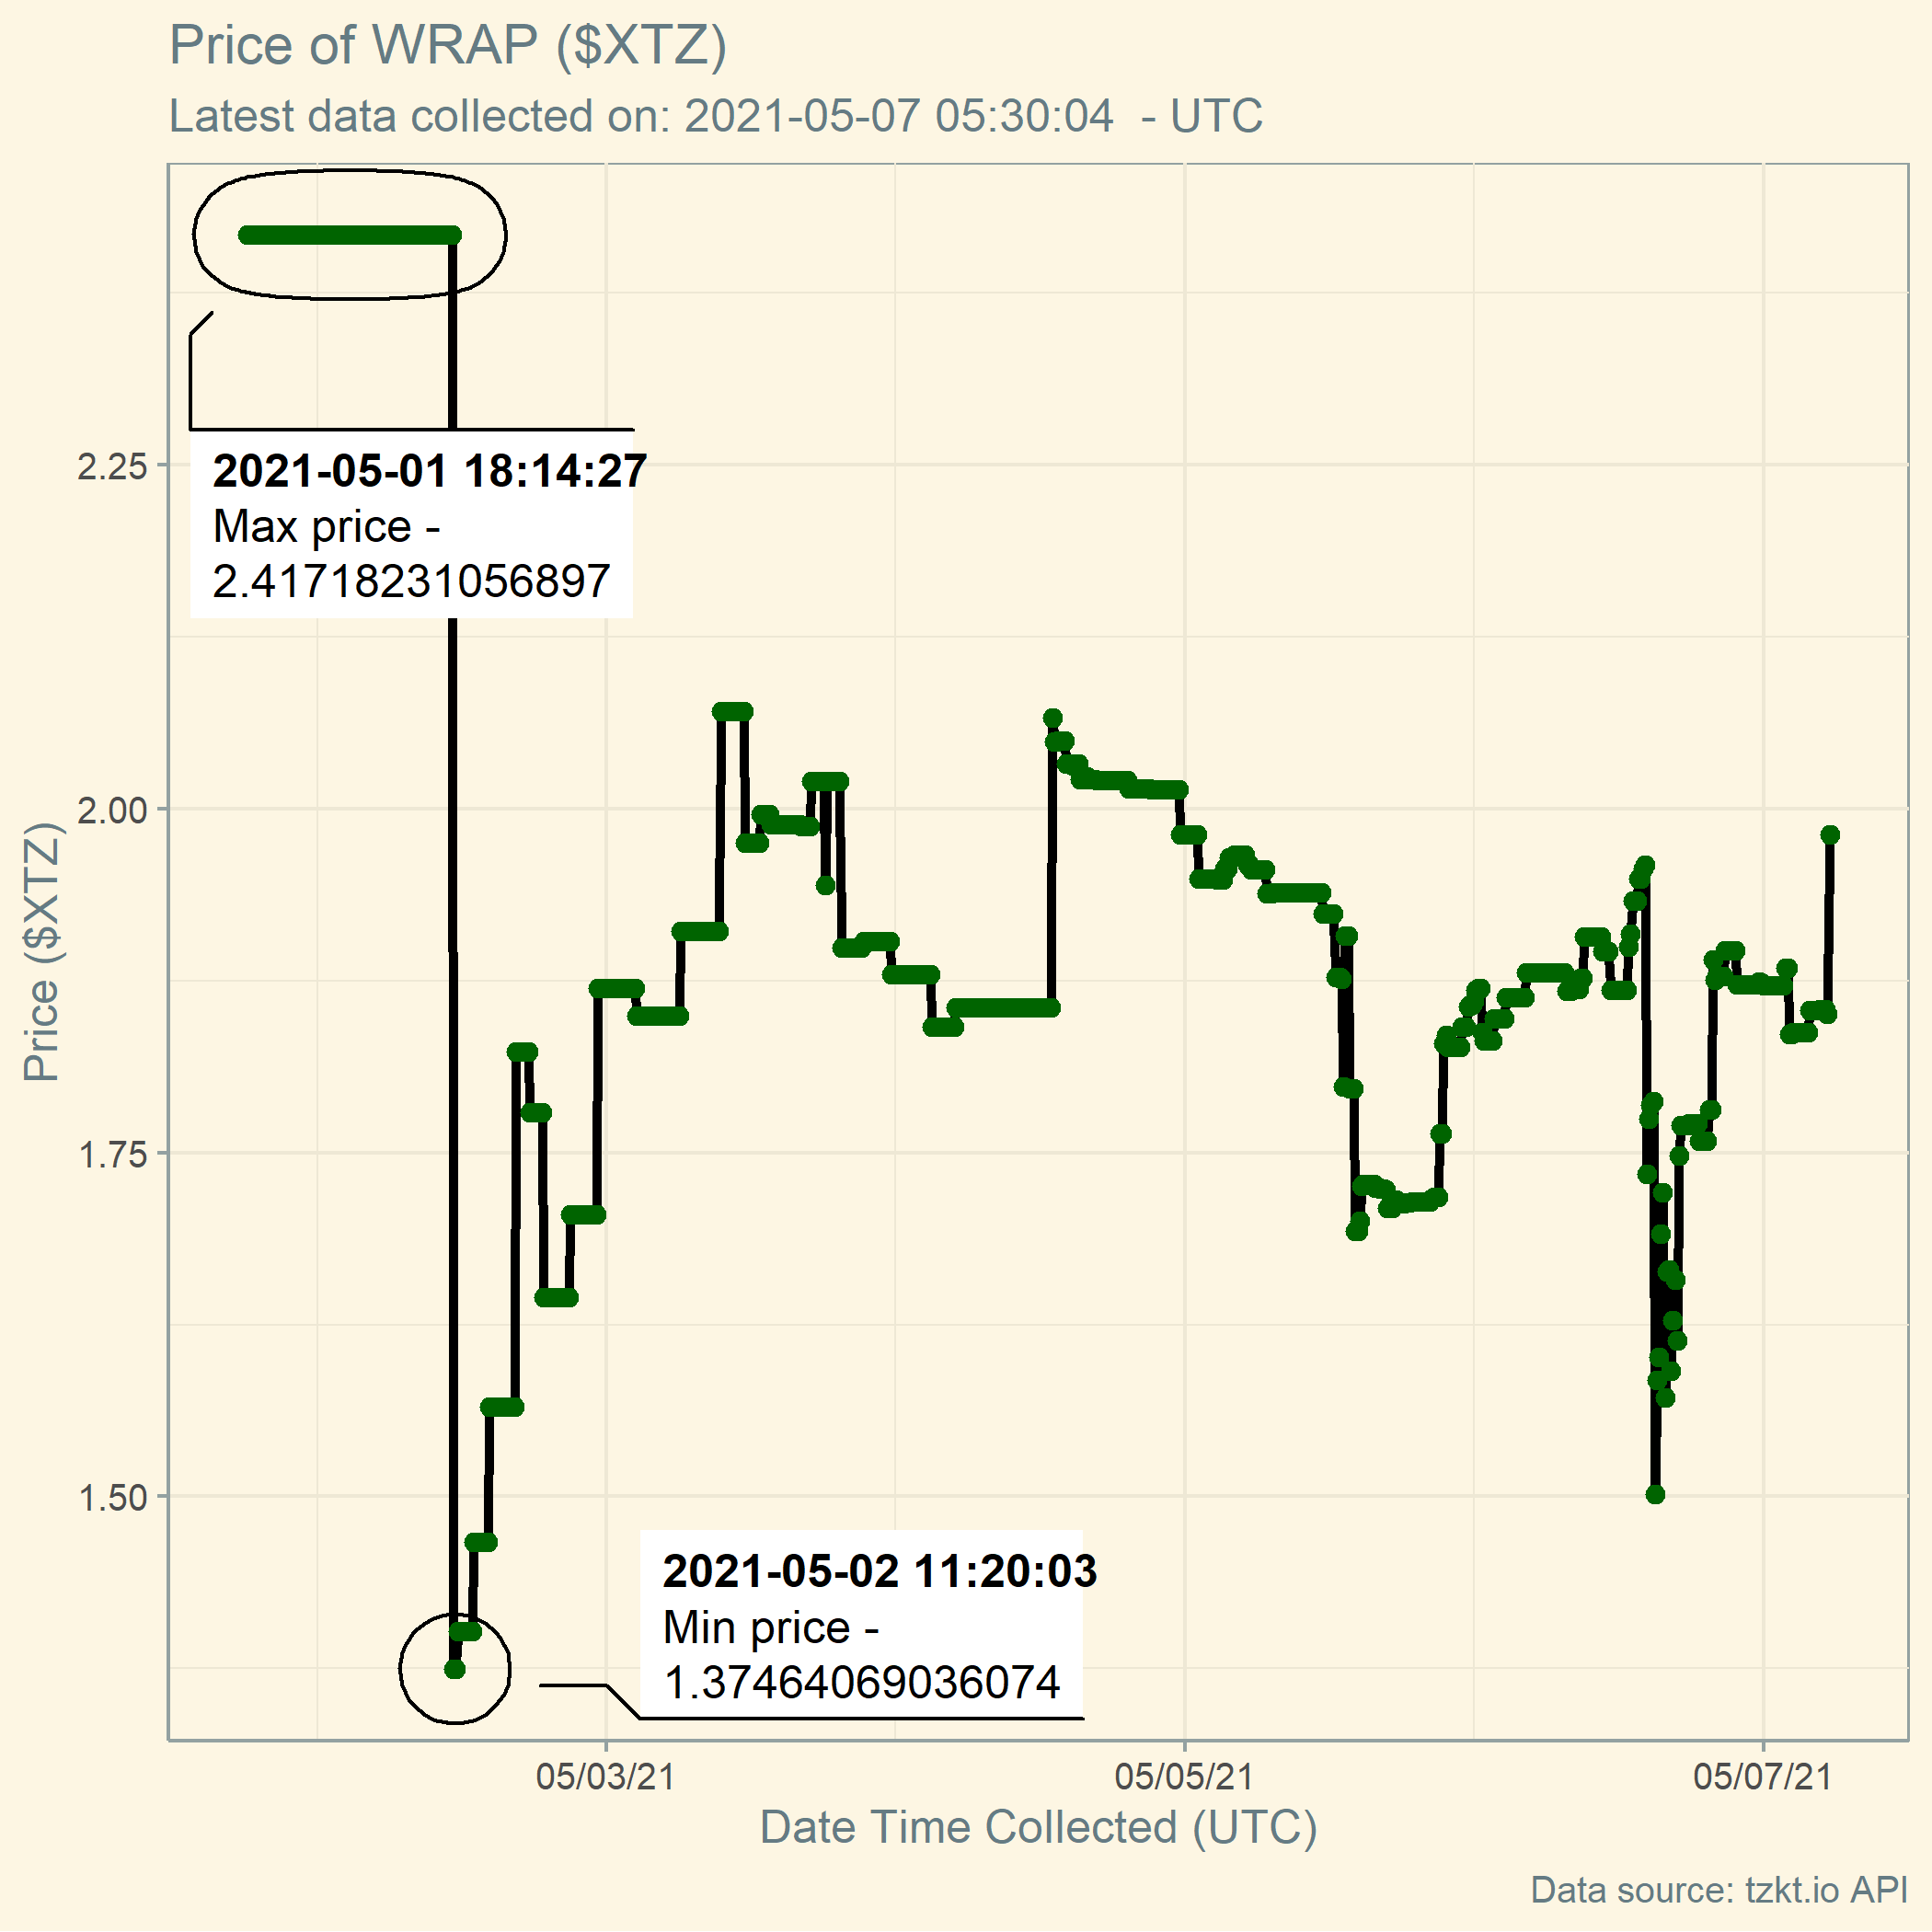 Price of WRAP ($XTZ)
Latest data collected on: 2021-05-07 05:30:04  - UTC
2021-05-01 18:14:27
Max price -
2.41718231056897
2.25
2.00
1.75
1.50
Price ($XTZ)
2021-05-02 11:20:03
Min price -
1.37464069036074
05/03/21
05/05/21
05/07/21
Date Time Collected (UTC)
Data source: tzkt.io API